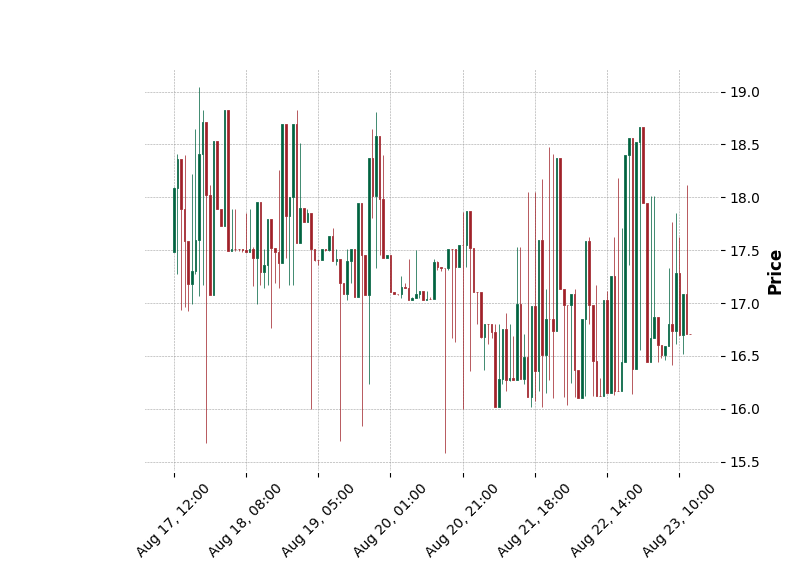 19.0
18.5
18.0
17.5
17.0
16.5
16.0
15.5
Price
Aug 17, 12:00
Aug 18, 08:00
Aug 19, 05:00
Aug 20, 01:00
Aug 20, 21:00
Aug 21, 18:00
Aug 22, 14:00
Aug 23, 10:00